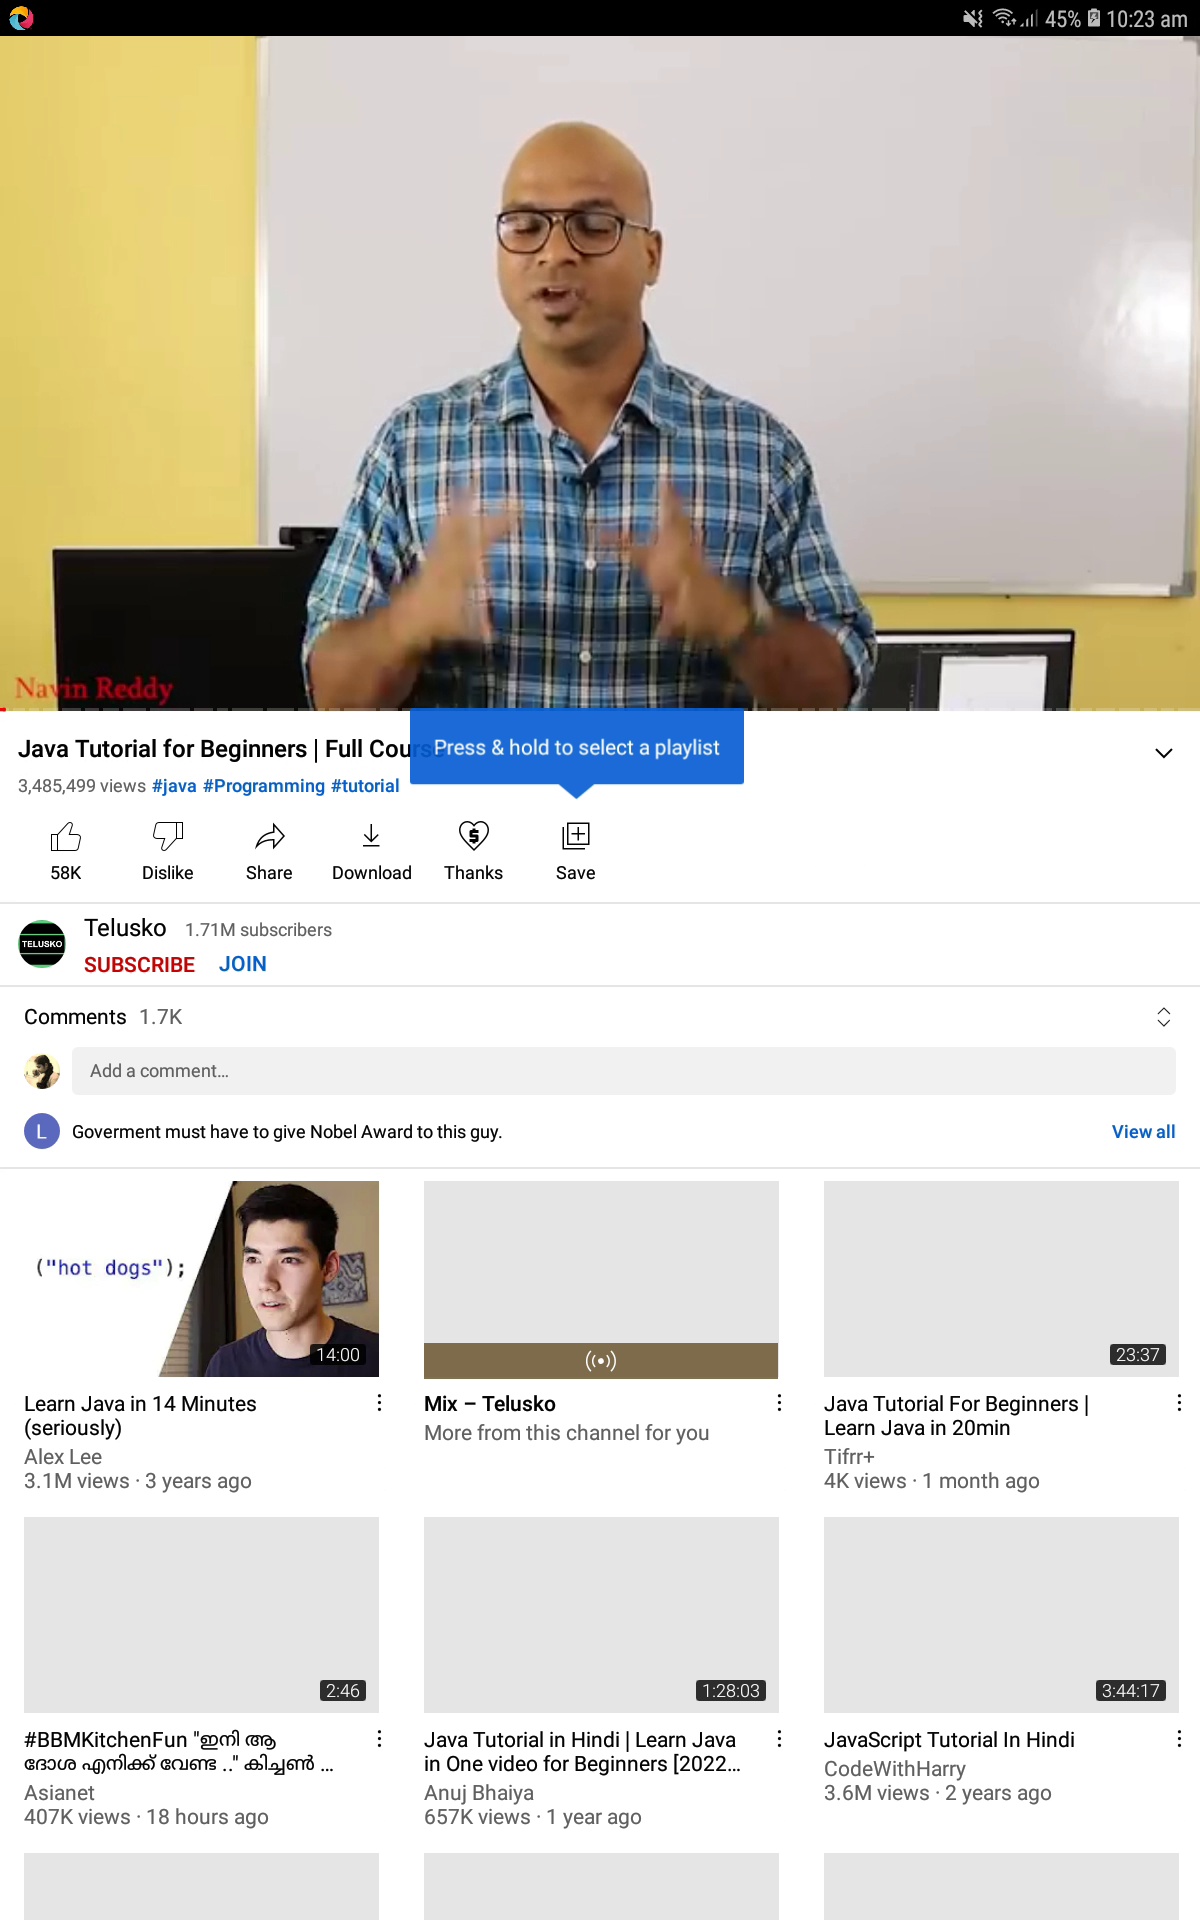 45% 10:23 am
Navin Reddy
Java Tutorial for Beginners | Full Cour
Press & hold to select a playlist
3,485,499 views #java #Programming #tutorial
58K
Dislike
Share
Download
Thanks
Save
TELUSKO
Telusko 1.71M subscribers
SUBSCRIBE JOIN
Comments 1.7K
Add a comment...
L Goverment must have to give Nobel Award to this guy. View all
("hot dogs");
14:00
Learn Java in 14 Minutes
(seriously)
Alex Lee
3.1M views · 3 years ago
Mix – Telusko
More from this channel for you
23:37
Java Tutorial For Beginners |
Learn Java in 20min
Tifrr+
4K views · 1 month ago
2:46
#BBMKitchenFun "ഇനി ആ
ദോശ എനിക്ക് വേണ്ട .." കിച്ചൺ ...
Asianet
407K views · 18 hours ago
1:28:03
Java Tutorial in Hindi | Learn Java
in One video for Beginners [2022...
Anuj Bhaiya
657K views · 1 year ago
3:44:17
JavaScript Tutorial In Hindi
CodeWithHarry
3.6M views · 2 years ago